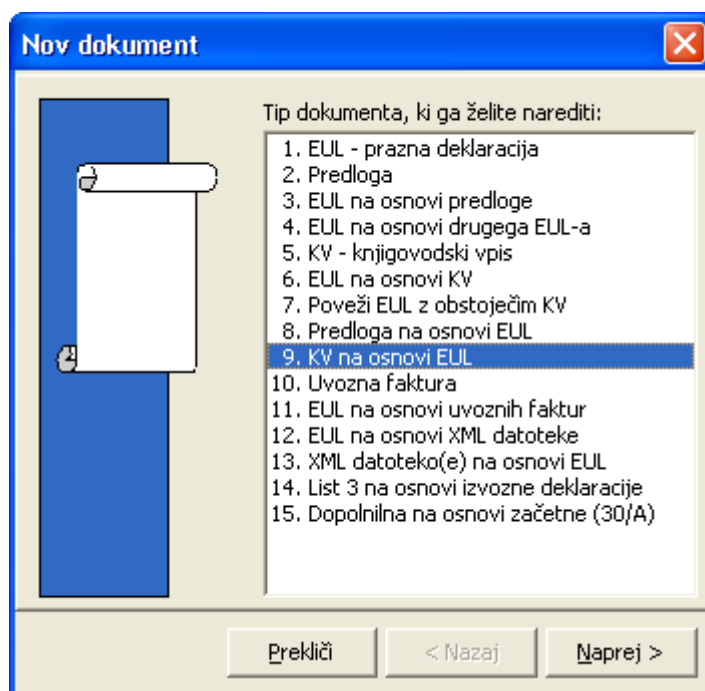 Nov dokument
Tip dokumenta, ki ga želite narediti:
1. EUL - prazna deklaracija
2. Predloga
3. EUL na osnovi predloge
4. EUL na osnovi drugega EUL-a
5. KV - knjigovodski vpis
6. EUL na osnovi KV
7. Poveži EUL z obstoječim KV
8. Predloga na osnovi EUL
9. KV na osnovi EUL
10. Uvozna faktura
11. EUL na osnovi uvoznih faktur
12. EUL na osnovi XML datoteke
13. XML datoteko(e) na osnovi EUL
14. List 3 na osnovi izvozne deklaracije
15. Dopolnilna na osnovi začetne (30/A)
Prekliči < Nazaj Naprej >